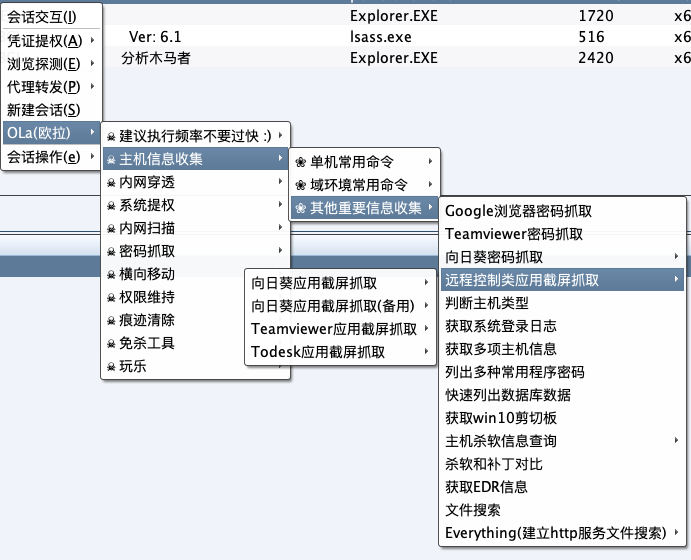 Explorer.EXE 1720 x6
Ver: 6.1 lsass.exe 516 x6
分析木马者 Explorer.EXE 2420 x6
会话交互(I)
凭证提权(A)
浏览探测(E)
代理转发(P)
新建会话(S)
OLa(欧拉)
会话操作(e)
建议执行频率不要过快 :)
主机信息收集
内网穿透
系统提权
内网扫描
密码抓取
横向移动
权限维持
痕迹清除
免杀工具
玩乐
❀ 单机常用命令
❀ 域环境常用命令
❀ 其他重要信息收集
Google浏览器密码抓取
Teamviewer密码抓取
向日葵密码抓取
远程控制类应用截屏抓取
判断主机类型
获取系统登录日志
获取多项主机信息
列出多种常用程序密码
快速列出数据库数据
获取win10剪切板
主机杀软信息查询
杀软和补丁对比
获取EDR信息
文件搜索
Everything(建立http服务文件搜索)
向日葵应用截屏抓取
向日葵应用截屏抓取(备用)
Teamviewer应用截屏抓取
Todesk应用截屏抓取